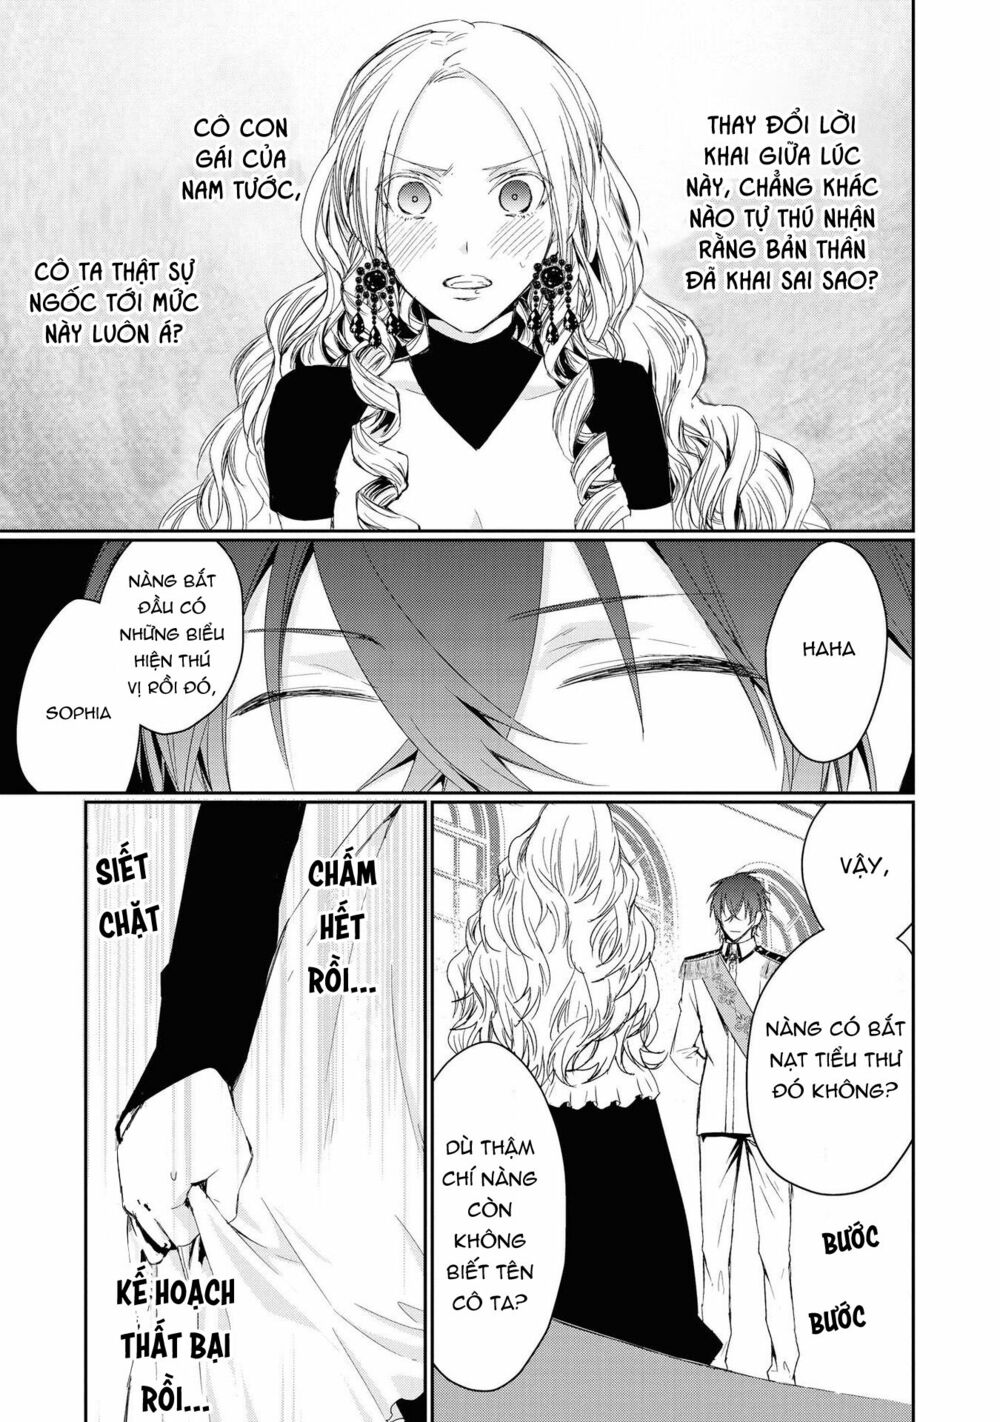 THAY ĐỔI LỜI
KHAI GIỮA LÚC
NÀY, CHẲNG KHÁC
NÀO TỰ THÚ NHẬN
RẰNG BẢN THÂN
ĐÃ KHAI SAI SAO?
CÔ CON
GÁI CỦA
NAM TƯỚC,
CÔ TA THẬT SỰ
NGỐC TỚI MỨC
NÀY LUÔN Á?
HAHA
NÀNG BẮT
ĐẦU CÓ
NHỮNG BIỂU
HIỆN THÚ
VỊ RỒI ĐÓ,
SOPHIA
VẬY,
NÀNG CÓ BẮT
NẠT TIỂU THƯ
ĐÓ KHÔNG?
BƯỚC
BƯỚC
DÙ THẬM
CHÍ NÀNG
CÒN
KHÔNG
BIẾT TÊN
CÔ TA?
CHẤM
HẾT
RỒI...
SIẾT
CHẶT
KẾ HOẠCH
THẤT BẠI
RỒI...